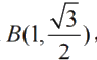 B(1, √3/2),